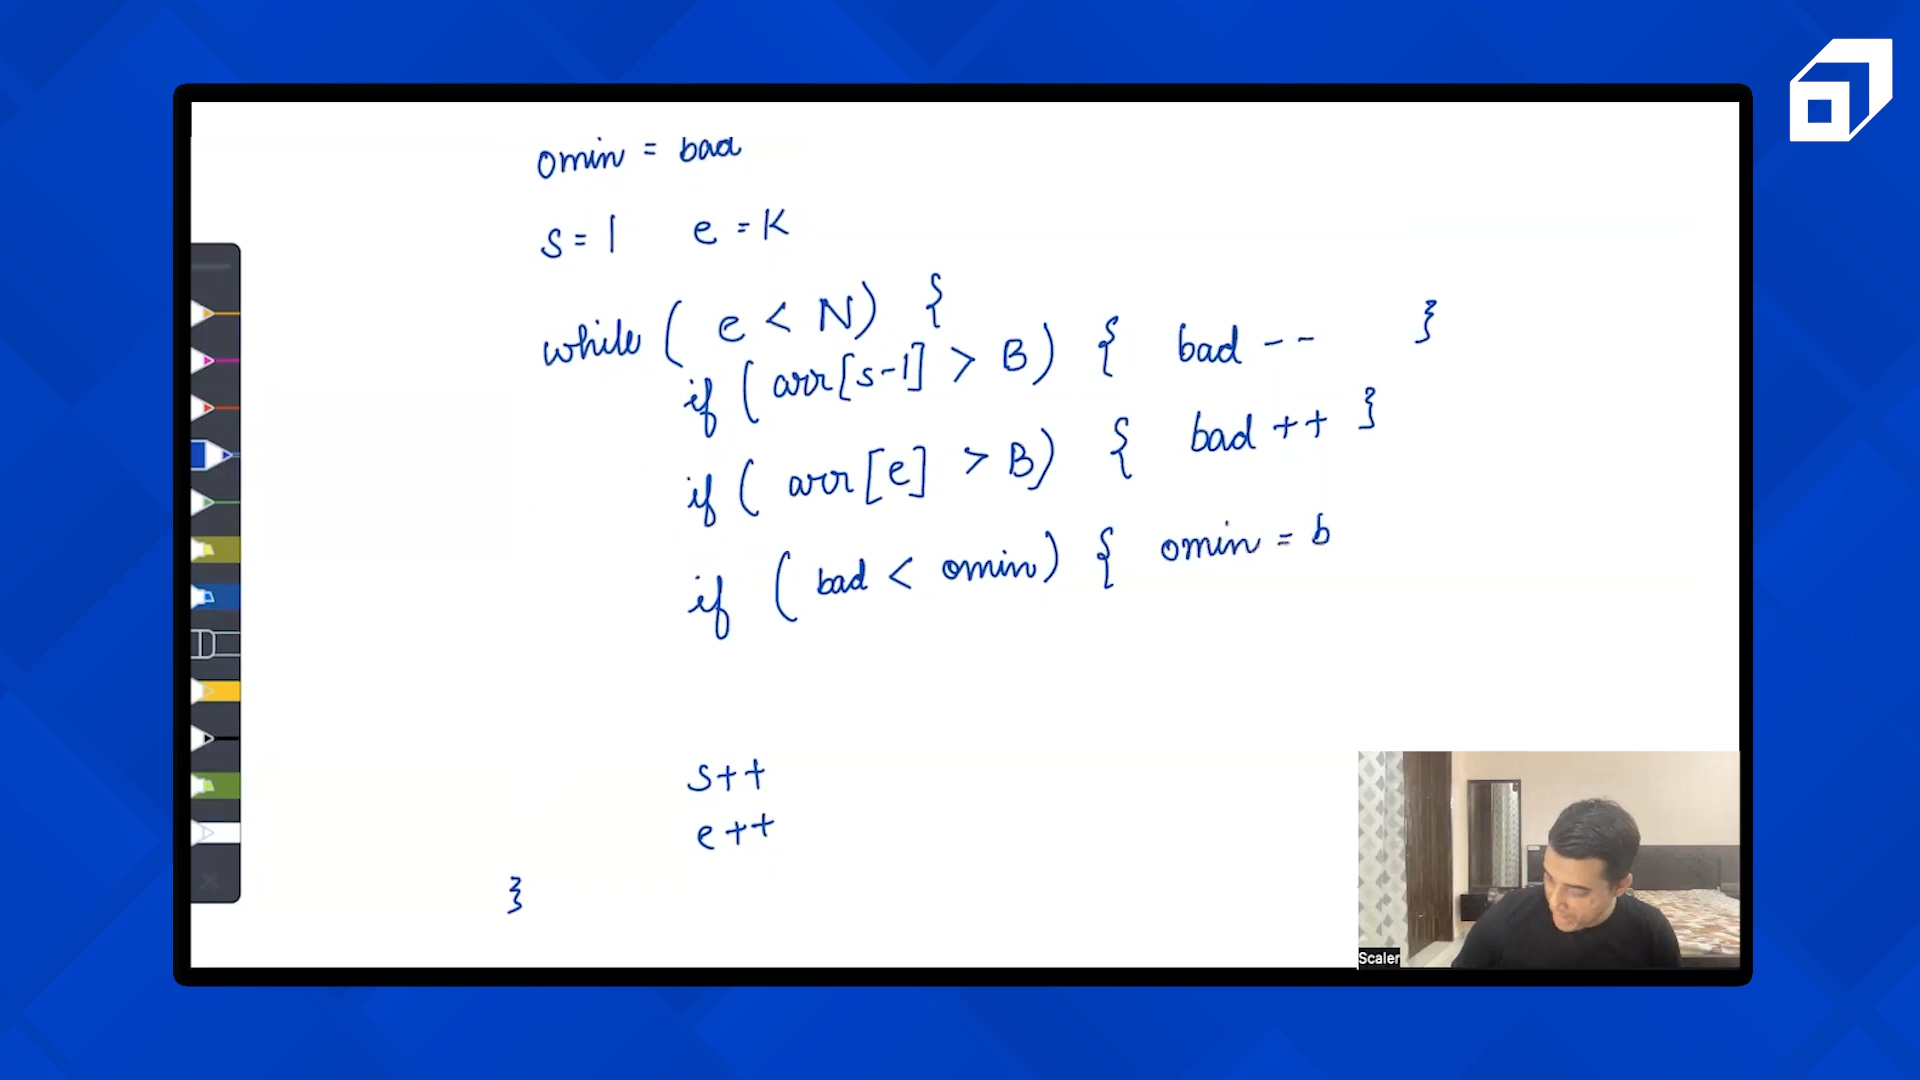 omin = bad
s = 1 e = K
while ( e < N) {
if ( arr[s-1] > B) { bad -- }
if ( arr[e] > B) { bad ++ }
if ( bad < omin) { omin = b
s++
e++
}
Scaler